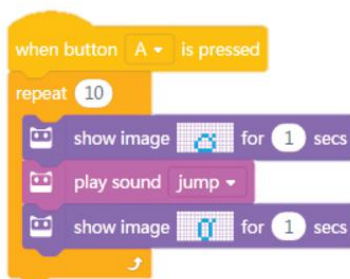 when button A is pressed
repeat 10
show image for 1 secs
play sound jump
show image for 1 secs